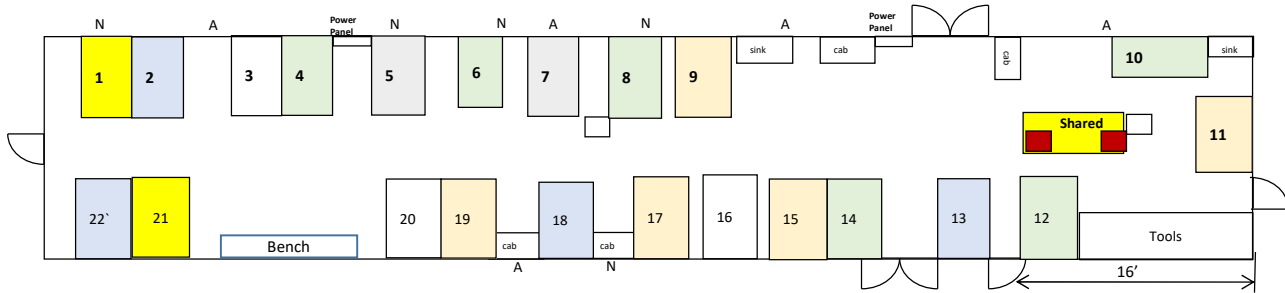 N A Power Panel N N A N A Power Panel A
1 2 3 4 5 6 7 8 9 sink cab cab 10 sink
Shared
11
22` 21 Bench 20 19 cab 18 cab 17 16 15 14 13 12 Tools
A N
16’